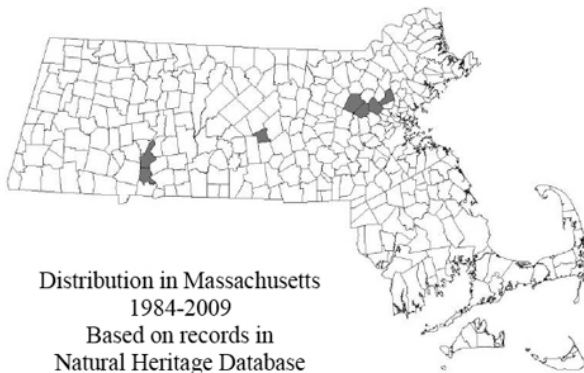 Distribution in Massachusetts
1984-2009
Based on records in
Natural Heritage Database